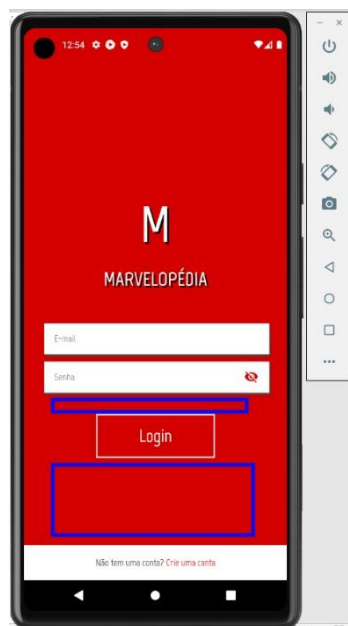 12:54
M
MARVELOPÉDIA
E-mail
Senha
Login
Não tem uma conta? Crie uma conta